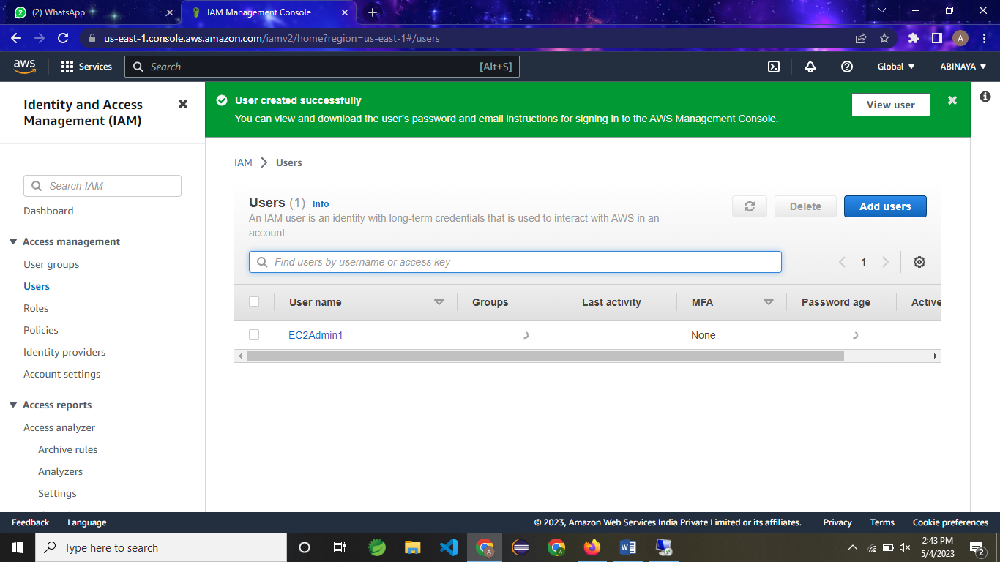 (2) WhatsApp
IAM Management Console
us-east-1.console.aws.amazon.com/iamv2/home?region=us-east-1#/users
A
aws
Services
Search
[Alt+S]
Global
ABINAYA
Identity and Access
Management (IAM)
Search IAM
Dashboard
Access management
User groups
Users
Roles
Policies
Identity providers
Account settings
Access reports
Access analyzer
Archive rules
Analyzers
Settings
User created successfully
You can view and download the user's password and email instructions for signing in to the AWS Management Console.
View user
IAM
Users
Users (1) Info
An IAM user is an identity with long-term credentials that is used to interact with AWS in an
account.
Delete
Add users
Find users by username or access key
1
User name
Groups
Last activity
MFA
Password age
Active
EC2Admin1
None
Feedback
Language
© 2023, Amazon Web Services India Private Limited or its affiliates.
Privacy
Terms
Cookie preferences
Type here to search
2:43 PM
5/4/2023
2